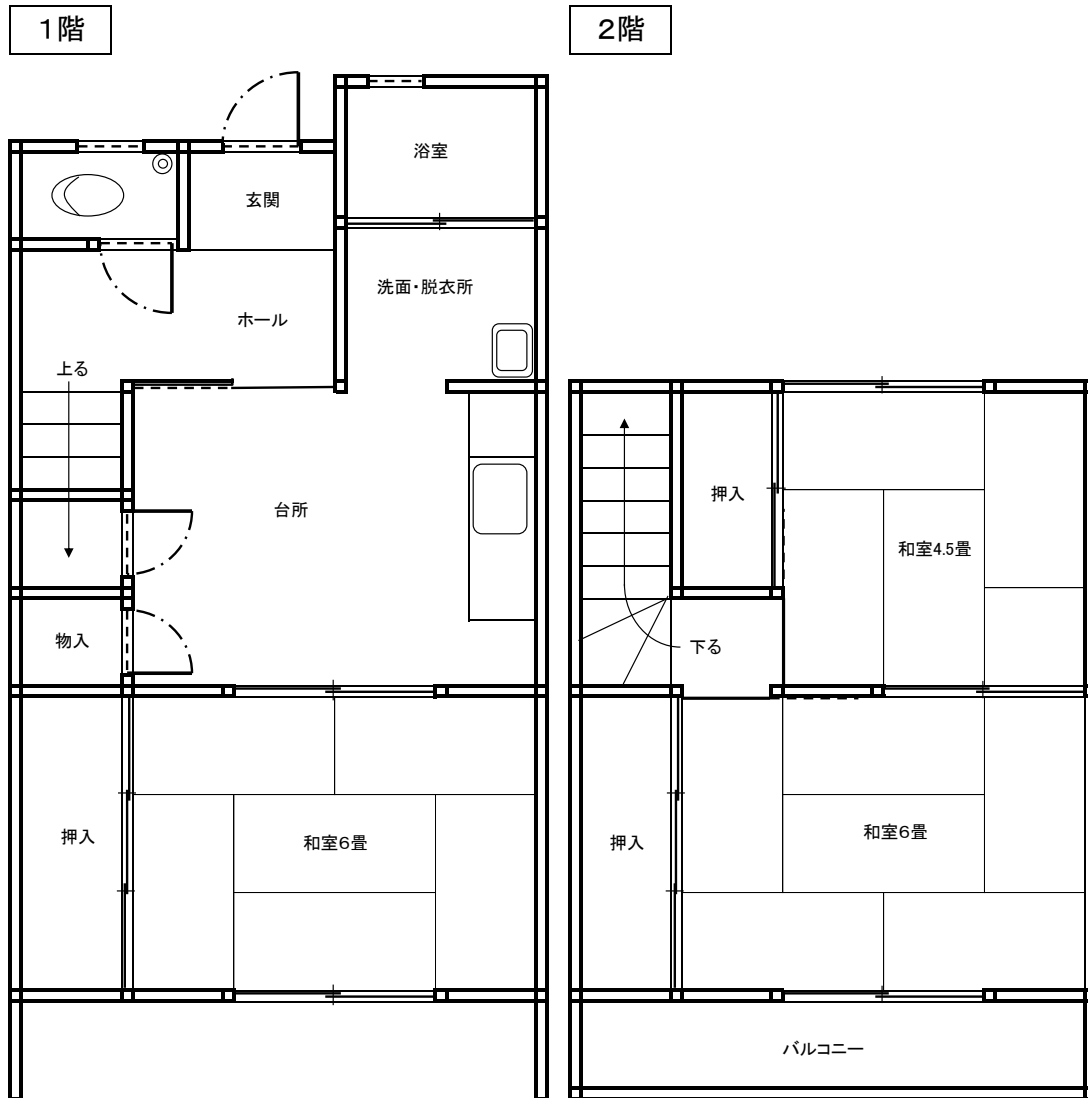 1階
浴室
玄関
洗面・脱衣所
ホール
上る
台所
物入
押入
和室6畳
2階
押入
和室4.5畳
下る
押入
和室6畳
バルコニー